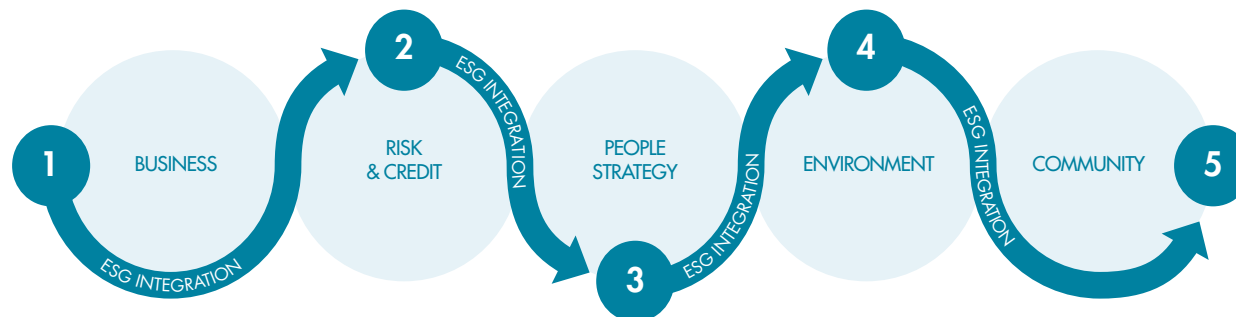 1
BUSINESS
ESG INTEGRATION
2
RISK
& CREDIT
ESG INTEGRATION
3
PEOPLE
STRATEGY
ESG INTEGRATION
4
ENVIRONMENT
ESG INTEGRATION
COMMUNITY
5